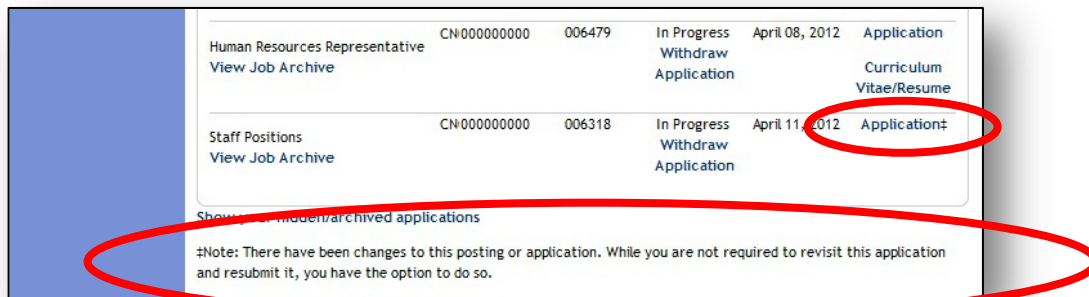 Human Resources Representative CN000000000 006479 In Progress April 08, 2012 Application
View Job Archive Withdraw Curriculum
Application Vitae/Resume
Staff Positions CN000000000 006318 In Progress April 11, 2012 Application‡
View Job Archive Withdraw
Application
Show your hidden/archived applications
‡Note: There have been changes to this posting or application. While you are not required to revisit this application
and resubmit it, you have the option to do so.